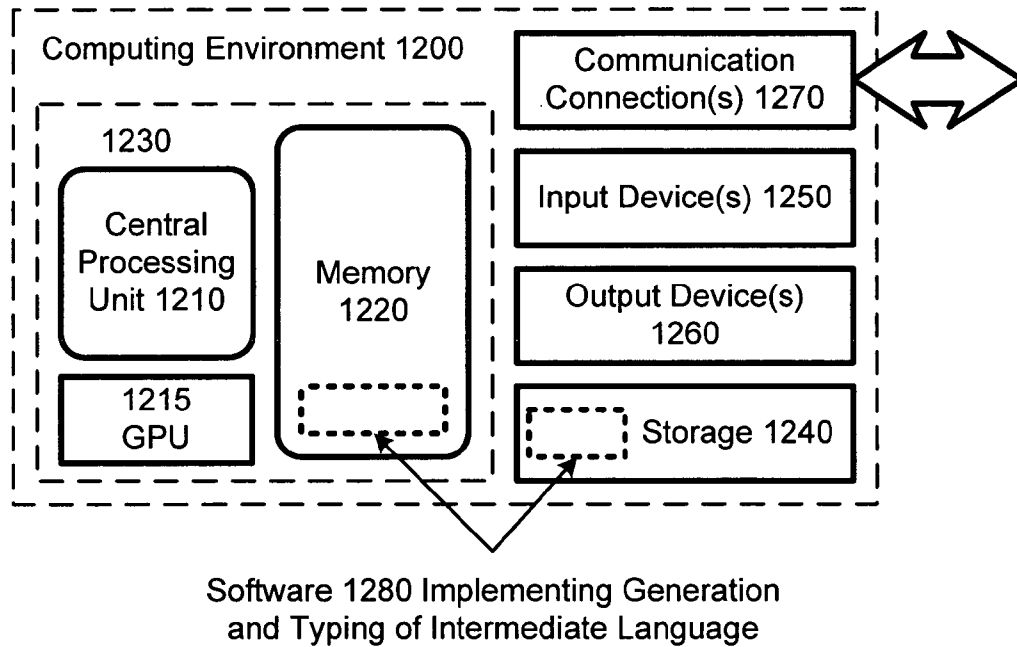 Computing Environment 1200
1230
Central
Processing
Unit 1210
1215
GPU
Memory
1220
Communication
Connection(s) 1270
Input Device(s) 1250
Output Device(s)
1260
Storage 1240
Software 1280 Implementing Generation
and Typing of Intermediate Language